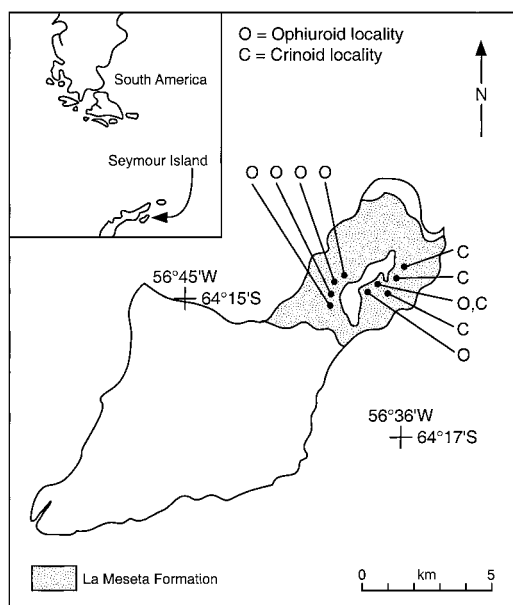 O = Ophiuroid locality
C = Crinoid locality
South America
N
Seymour Island
O O O O
C
56°45'W
C
64°15'S
O,C
C
O
56°36'W
64°17'S
La Meseta Formation
0 km 5